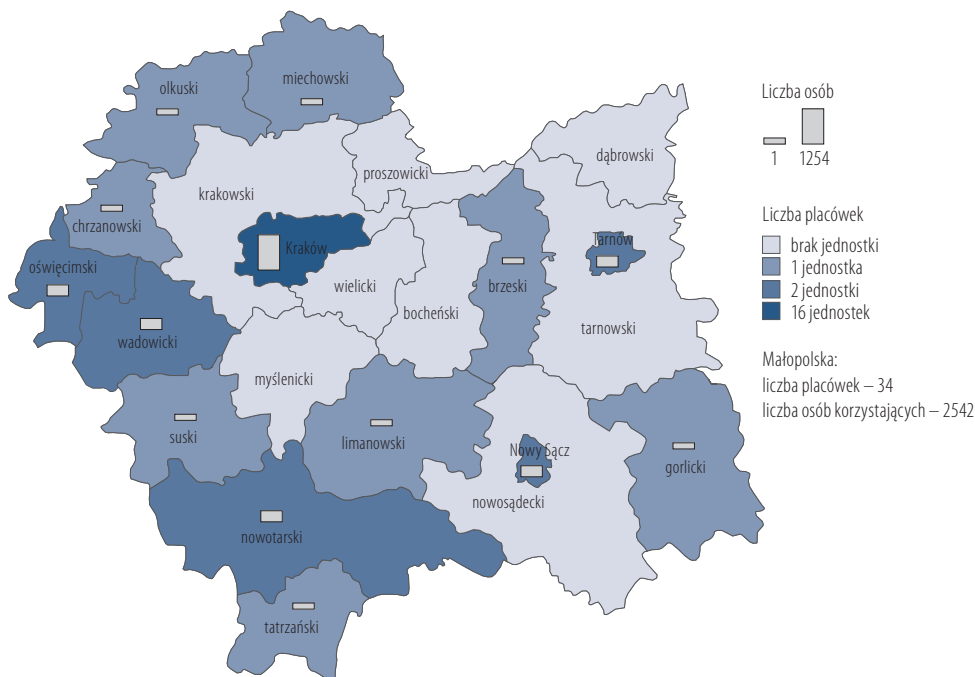 olkuski
miechowski
Liczba osób
1 1254
dąbrowski
proszowicki
krakowski
chrzanowski
Kraków
Tarnów
Liczba placówek
brak jednostki
1 jednostka
2 jednostki
16 jednostek
oświęcimski
wielicki
brzeski
bocheński
tarnowski
wadowicki
myślenicki
Małopolska:
liczba placówek – 34
liczba osób korzystających – 2542
suski
limanowski
Nowy Sącz
gorlicki
nowosądecki
nowotarski
tatrzański